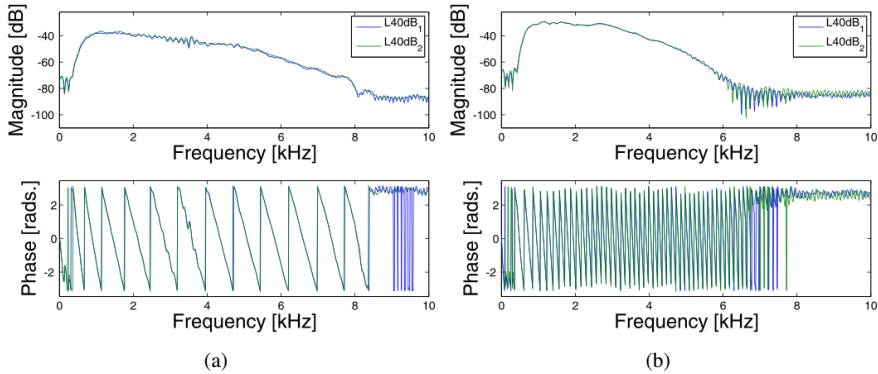 Magnitude [dB]
-40
-60
-80
-100
0 2 4 6 8 10
Frequency [kHz]
L40dB₁
L40dB₂
Phase [rads.]
2
0
-2
0 2 4 6 8 10
Frequency [kHz]
(a)
Magnitude [dB]
-40
-60
-80
-100
0 2 4 6 8 10
Frequency [kHz]
L40dB₁
L40dB₂
Phase [rads.]
2
0
-2
0 2 4 6 8 10
Frequency [kHz]
(b)